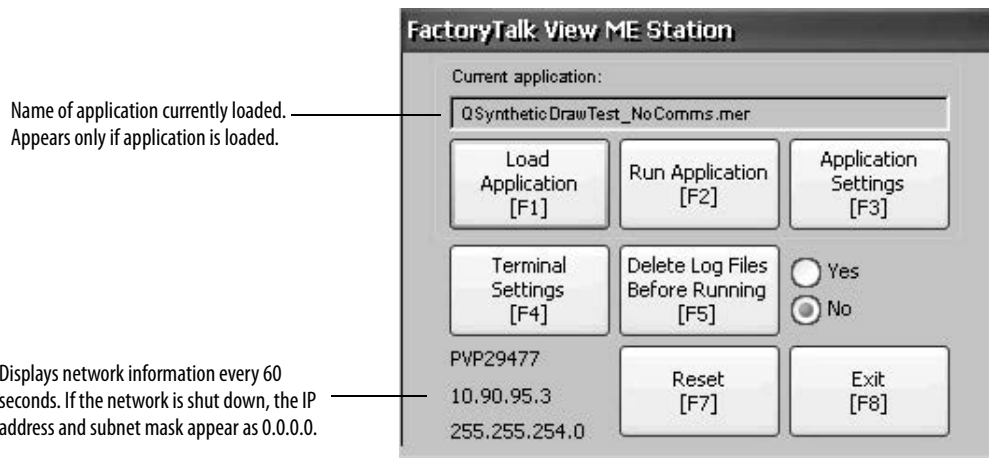 FactoryTalk View ME Station
Current application:
Name of application currently loaded.
Appears only if application is loaded.
QSyntheticDrawTest_NoComms.mer
Load
Application
[F1]
Run Application
[F2]
Application
Settings
[F3]
Terminal
Settings
[F4]
Delete Log Files
Before Running
[F5]
Yes
No
Displays network information every 60
seconds. If the network is shut down, the IP
address and subnet mask appear as 0.0.0.0.
PVP29477
10.90.95.3
255.255.254.0
Reset
[F7]
Exit
[F8]